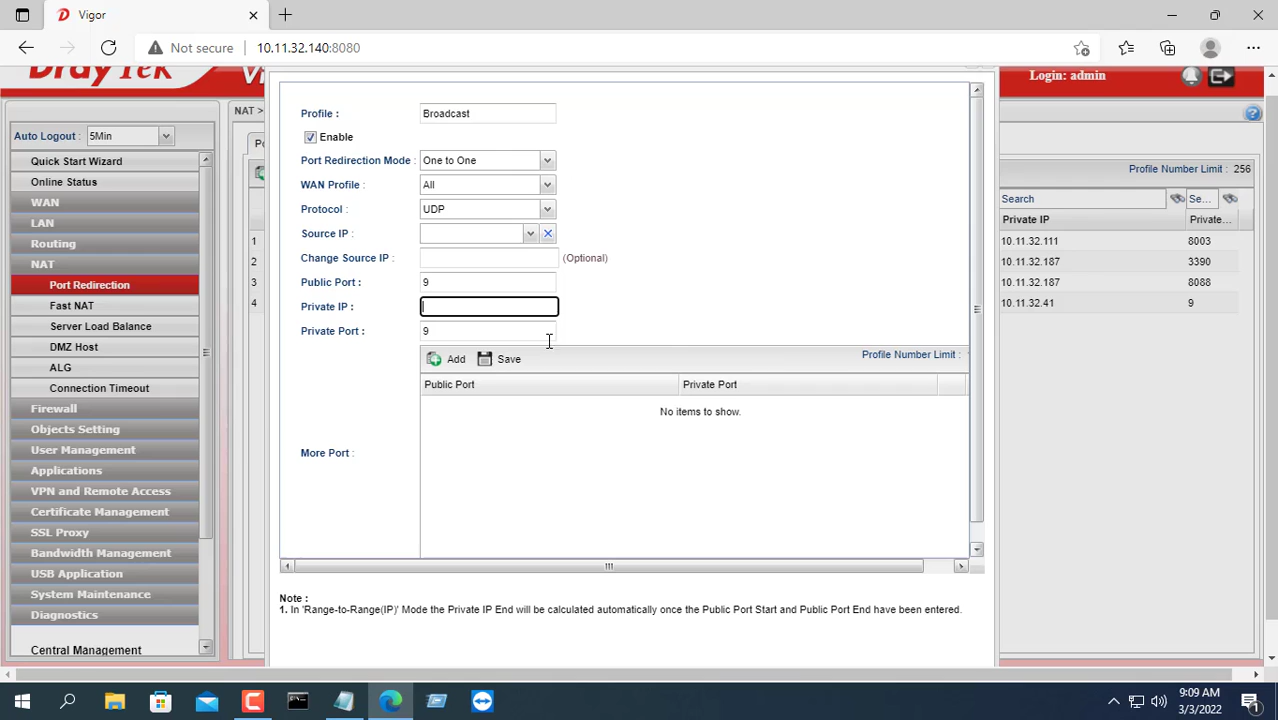 Vigor
Not secure
10.11.32.140:8080
DrayTek
Login: admin
Auto Logout :
5Min
Quick Start Wizard
Online Status
WAN
LAN
Routing
NAT
Port Redirection
Fast NAT
Server Load Balance
DMZ Host
ALG
Connection Timeout
Firewall
Objects Setting
User Management
Applications
VPN and Remote Access
Certificate Management
SSL Proxy
Bandwidth Management
USB Application
System Maintenance
Diagnostics
Central Management
NAT >
1
2
3
4
Profile :
Broadcast
Enable
Port Redirection Mode :
One to One
WAN Profile :
All
Protocol :
UDP
Source IP :
Change Source IP :
(Optional)
Public Port :
9
Private IP :
Private Port :
9
Add
Save
Profile Number Limit :
Public Port
Private Port
No items to show.
More Port :
Note :
1. In 'Range-to-Range(IP)' Mode the Private IP End will be calculated automatically once the Public Port Start and Public Port End have been entered.
Profile Number Limit : 256
Search
Se...
Private IP
Private...
10.11.32.111
8003
10.11.32.187
3390
10.11.32.187
8088
10.11.32.41
9
9:09 AM
3/3/2022
1